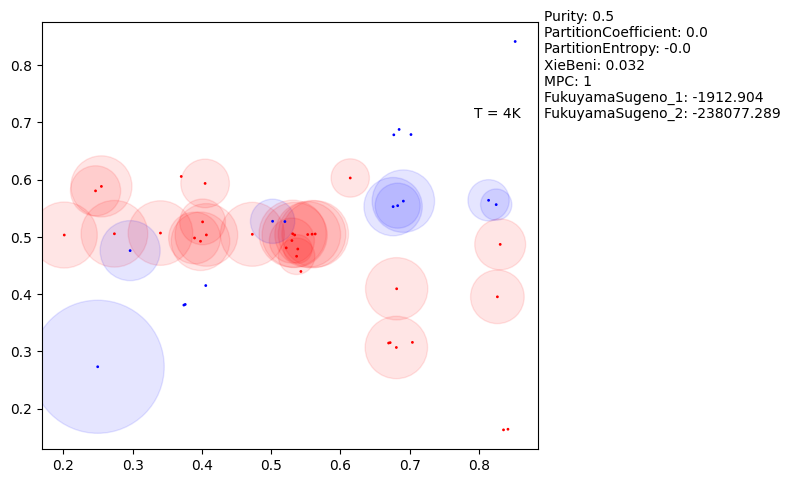 Purity: 0.5
PartitionCoefficient: 0.0
PartitionEntropy: -0.0
XieBeni: 0.032
MPC: 1
FukuyamaSugeno_1: -1912.904
FukuyamaSugeno_2: -238077.289
T = 4K
0.8
0.7
0.6
0.5
0.4
0.3
0.2
0.2 0.3 0.4 0.5 0.6 0.7 0.8